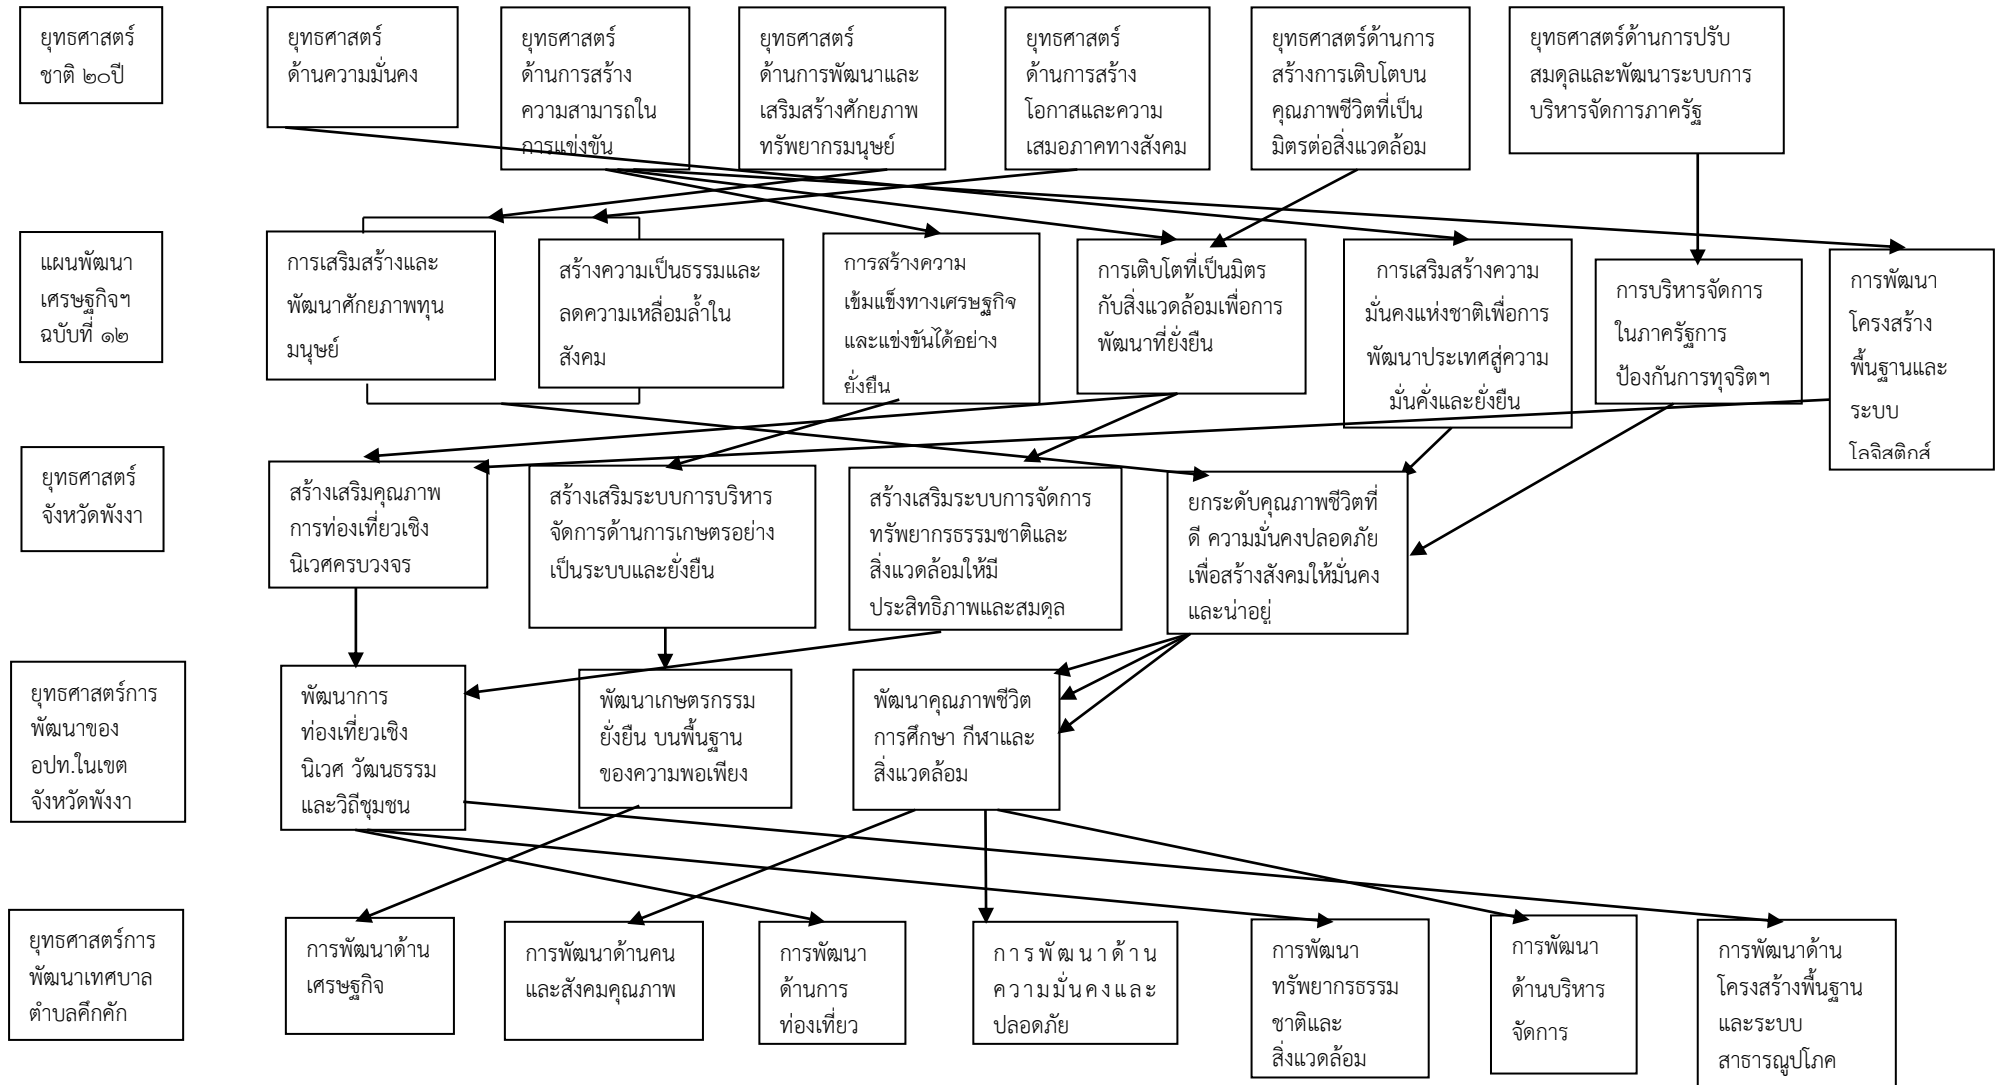 ยุทธศาสตร์
ชาติ ๒๐ปี
ยุทธศาสตร์
ด้านความมั่นคง
ยุทธศาสตร์
ด้านการสร้าง
ความสามารถใน
การแข่งขัน
ยุทธศาสตร์
ด้านการพัฒนาและ
เสริมสร้างศักยภาพ
ทรัพยากรมนุษย์
ยุทธศาสตร์
ด้านการสร้าง
โอกาสและความ
เสมอภาคทางสังคม
ยุทธศาสตร์ด้านการ
สร้างการเติบโตบน
คุณภาพชีวิตที่เป็น
มิตรต่อสิ่งแวดล้อม
ยุทธศาสตร์ด้านการปรับ
สมดุลและพัฒนาระบบการ
บริหารจัดการภาครัฐ
แผนพัฒนา
เศรษฐกิจฯ
ฉบับที่ ๑๒
การเสริมสร้างและ
พัฒนาศักยภาพทุน
มนุษย์
สร้างความเป็นธรรมและ
ลดความเหลื่อมล้ำใน
สังคม
การสร้างความ
เข้มแข็งทางเศรษฐกิจ
และแข่งขันได้อย่าง
ยั่งยืน
การเติบโตที่เป็นมิตร
กับสิ่งแวดล้อมเพื่อการ
พัฒนาที่ยั่งยืน
การเสริมสร้างความ
มั่นคงแห่งชาติเพื่อการ
พัฒนาประเทศสู่ความ
มั่นคั่งและยั่งยืน
การบริหารจัดการ
ในภาครัฐการ
ป้องกันการทุจริตฯ
การพัฒนา
โครงสร้าง
พื้นฐานและ
ระบบ
โลจิสติกส์
ยุทธศาสตร์
จังหวัดพังงา
สร้างเสริมคุณภาพ
การท่องเที่ยวเชิง
นิเวศครบวงจร
สร้างเสริมระบบการบริหาร
จัดการด้านการเกษตรอย่าง
เป็นระบบและยั่งยืน
สร้างเสริมระบบการจัดการ
ทรัพยากรธรรมชาติและ
สิ่งแวดล้อมให้มี
ประสิทธิภาพและสมดุล
ยกระดับคุณภาพชีวิตที่
ดี ความมั่นคงปลอดภัย
เพื่อสร้างสังคมให้มั่นคง
และน่าอยู่
ยุทธศาสตร์การ
พัฒนาของ
อปท.ในเขต
จังหวัดพังงา
พัฒนาการ
ท่องเที่ยวเชิง
นิเวศ วัฒนธรรม
และวิถีชุมชน
พัฒนาเกษตรกรรม
ยั่งยืน บนพื้นฐาน
ของความพอเพียง
พัฒนาคุณภาพชีวิต
การศึกษา กีฬาและ
สิ่งแวดล้อม
ยุทธศาสตร์การ
พัฒนาเทศบาล
ตำบลคึกคัก
การพัฒนาด้าน
เศรษฐกิจ
การพัฒนาด้านคน
และสังคมคุณภาพ
การพัฒนา
ด้านการ
ท่องเที่ยว
การพัฒนาด้าน
ความมั่นคงและ
ปลอดภัย
การพัฒนา
ทรัพยากรธรรม
ชาติและ
สิ่งแวดล้อม
การพัฒนา
ด้านบริหาร
จัดการ
การพัฒนาด้าน
โครงสร้างพื้นฐาน
และระบบ
สาธารณูปโภค